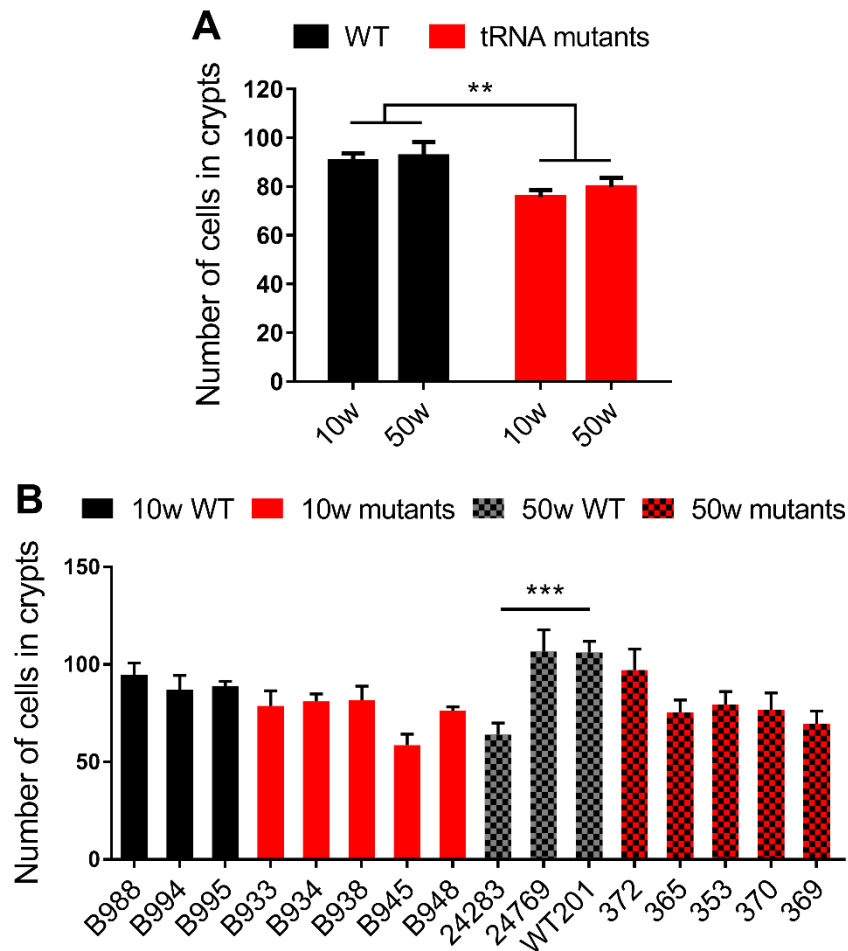 A
WT tRNA mutants
Number of cells in crypts
120
100
80
60
40
20
0
**
10w 50w 10w 50w
B
10w WT 10w mutants 50w WT 50w mutants
Number of cells in crypts
150
100
50
0
***
B988 B994 B995 B933 B934 B938 B945 B948 24283 24769 WT201 372 365 353 370 369